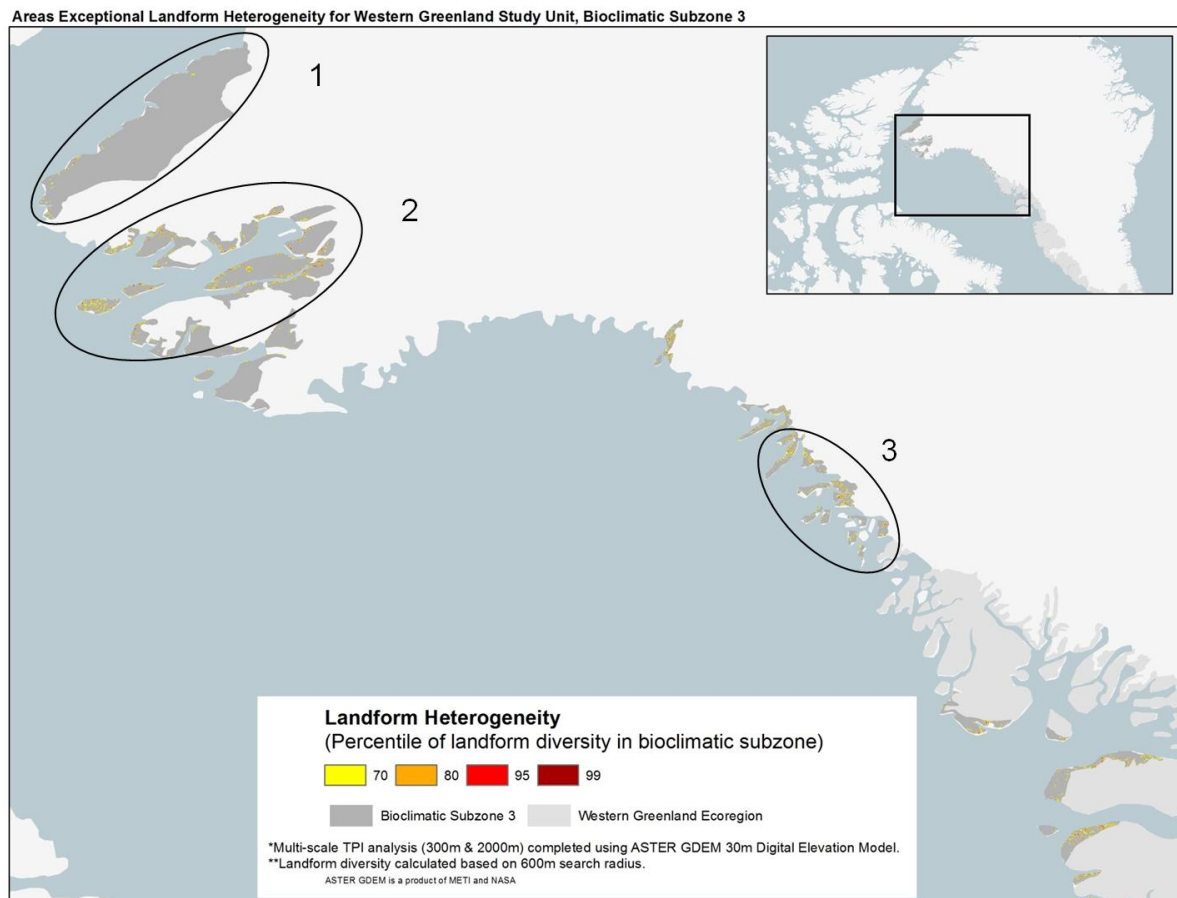 Areas Exceptional Landform Heterogeneity for Western Greenland Study Unit, Bioclimatic Subzone 3
1
2
3
Landform Heterogeneity
(Percentile of landform diversity in bioclimatic subzone)
70 80 95 99
Bioclimatic Subzone 3 Western Greenland Ecoregion
*Multi-scale TPI analysis (300m & 2000m) completed using ASTER GDEM 30m Digital Elevation Model.
**Landform diversity calculated based on 600m search radius.
ASTER GDEM is a product of METI and NASA